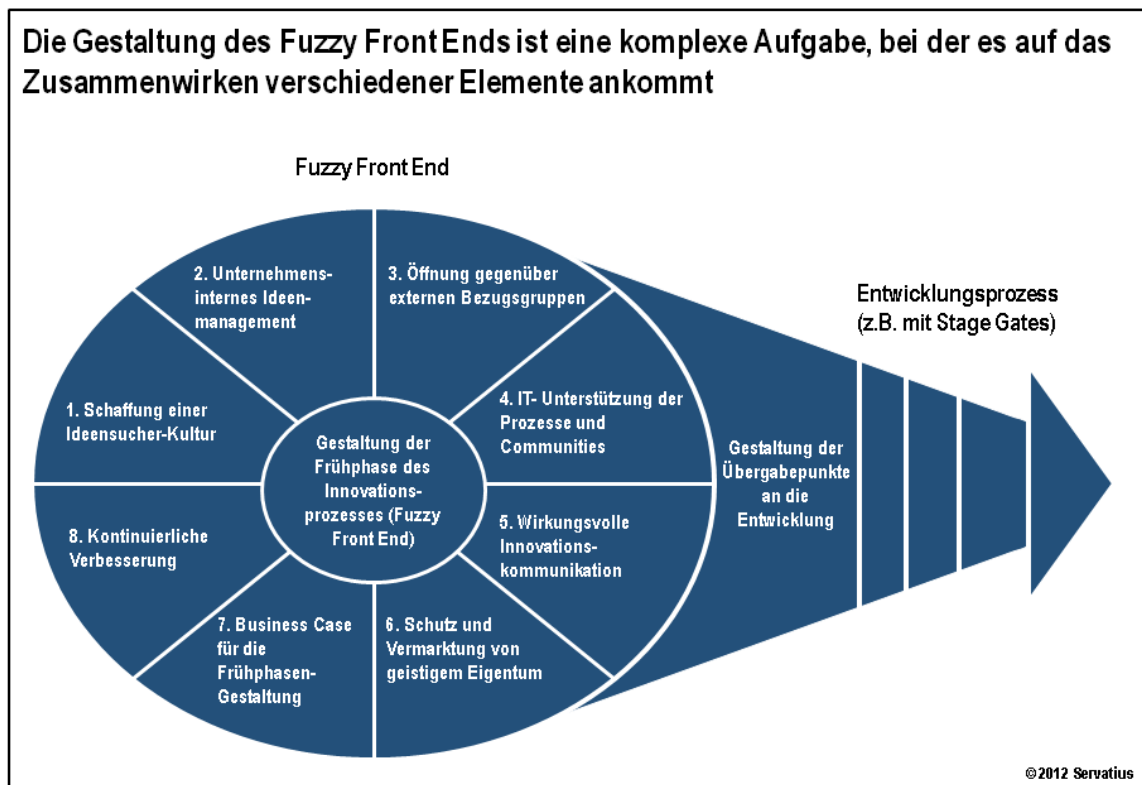 Die Gestaltung des Fuzzy Front Ends ist eine komplexe Aufgabe, bei der es auf das
Zusammenwirken verschiedener Elemente ankommt
Fuzzy Front End
1. Schaffung einer
Ideensucher-Kultur
2. Unternehmens-
internes Ideen-
management
3. Öffnung gegenüber
externen Bezugsgruppen
4. IT- Unterstützung der
Prozesse und
Communities
5. Wirkungsvolle
Innovations-
kommunikation
6. Schutz und
Vermarktung von
geistigem Eigentum
7. Business Case
für die
Frühphasen-
Gestaltung
8. Kontinuierliche
Verbesserung
Gestaltung der
Frühphase des
Innovations-
prozesses (Fuzzy
Front End)
Gestaltung der
Übergabepunkte
an die
Entwicklung
Entwicklungsprozess
(z.B. mit Stage Gates)
©2012 Servatius